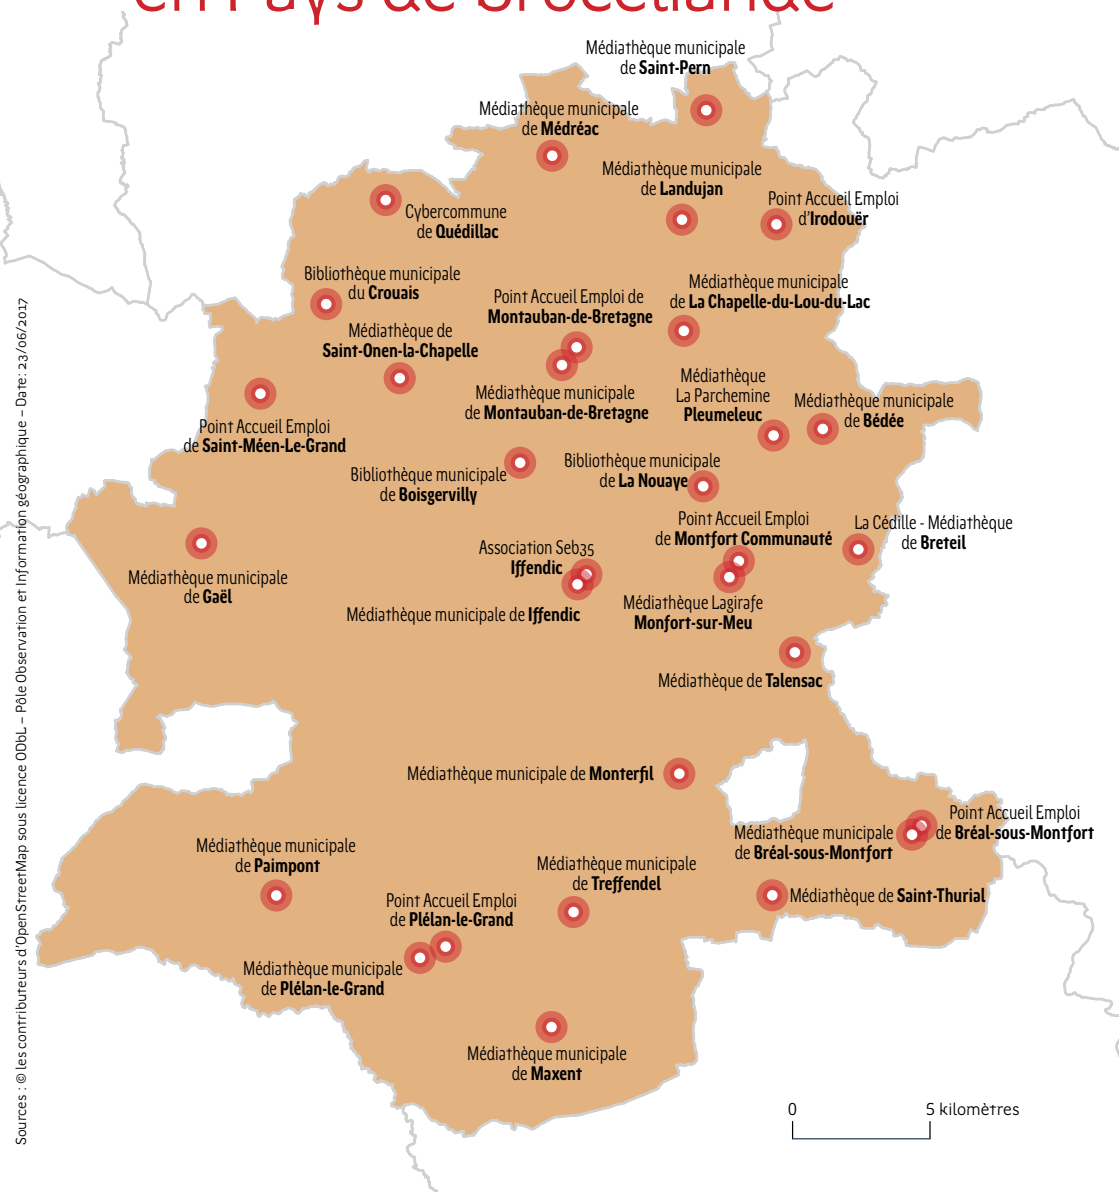 en Pays de Brocéliande
Médiathèque municipale
de Saint-Pern
Médiathèque municipale
de Médréac
Médiathèque municipale
de Landujan
Point Accueil Emploi
d'Irodouër
Cybercommune
de Quédillac
Bibliothèque municipale
du Crouais
Point Accueil Emploi de
Montauban-de-Bretagne
Médiathèque municipale
de La Chapelle-du-Lou-du-Lac
Médiathèque de
Saint-Onen-la-Chapelle
Médiathèque municipale
de Montauban-de-Bretagne
Médiathèque
La Parchemine
Pleumeleuc
Médiathèque municipale
de Bédée
Point Accueil Emploi
de Saint-Méen-Le-Grand
Bibliothèque municipale
de Boisgervilly
Bibliothèque municipale
de La Nouaye
Point Accueil Emploi
de Montfort Communauté
La Cédille - Médiathèque
de Breteil
Association Seb35
Iffendic
Médiathèque municipale
de Gaël
Médiathèque municipale de Iffendic
Médiathèque Lagirafe
Monfort-sur-Meu
Médiathèque de Talensac
Médiathèque municipale de Monterfil
Point Accueil Emploi
de Bréal-sous-Montfort
Médiathèque municipale
de Bréal-sous-Montfort
Médiathèque municipale
de Paimpont
Médiathèque municipale
de Treffendel
Médiathèque de Saint-Thurial
Point Accueil Emploi
de Plélan-le-Grand
Médiathèque municipale
de Plélan-le-Grand
Médiathèque municipale
de Maxent
0 5 kilomètres
Sources : © les contributeurs d'OpenStreetMap sous licence ODbL – Pôle Observation et Information géographique – Date: 23/06/2017